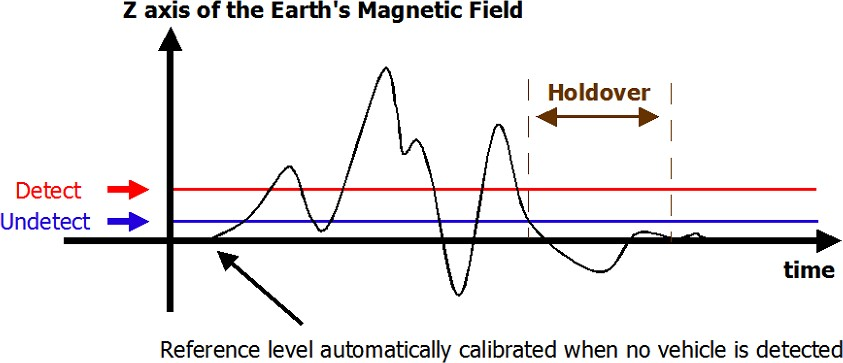 Z axis of the Earth's Magnetic Field
Holdover
Detect
Undetect
time
Reference level automatically calibrated when no vehicle is detected